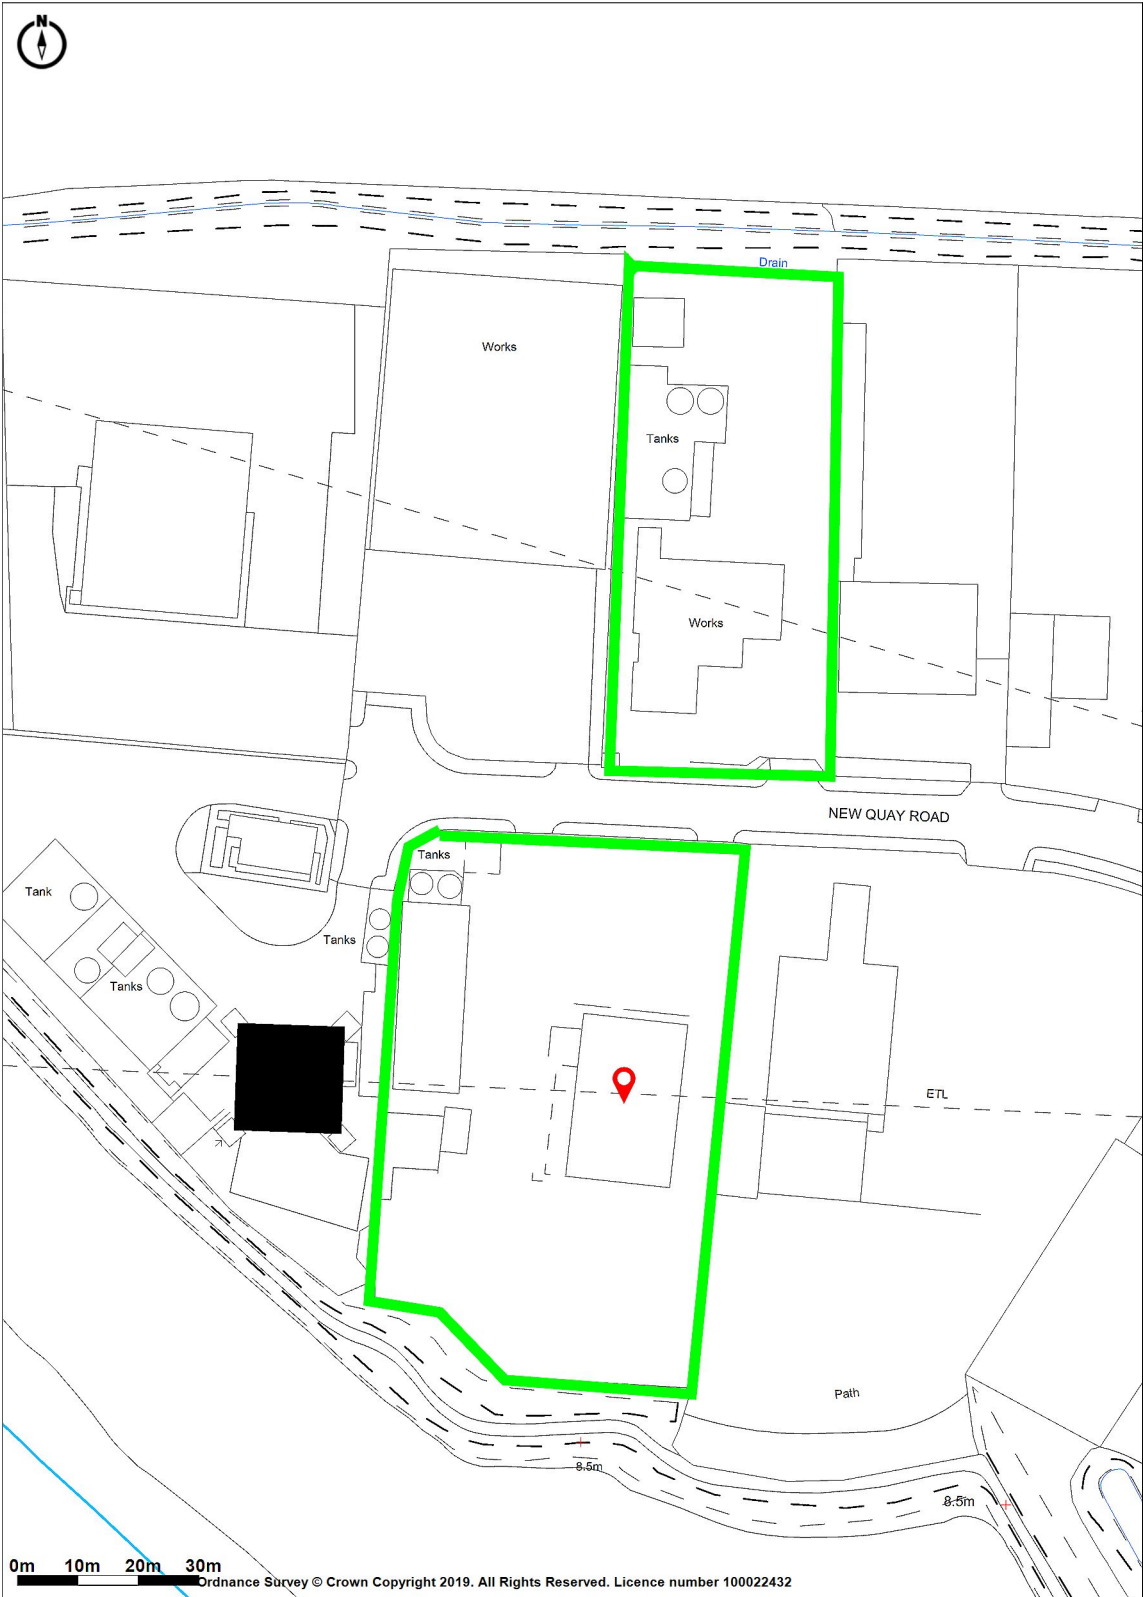 N
Drain
Works
Tanks
Works
NEW QUAY ROAD
Tanks
Tank
Tanks
Tanks
ETL
Path
8.5m
8.5m
0m 10m 20m 30m
Ordnance Survey © Crown Copyright 2019. All Rights Reserved. Licence number 100022432